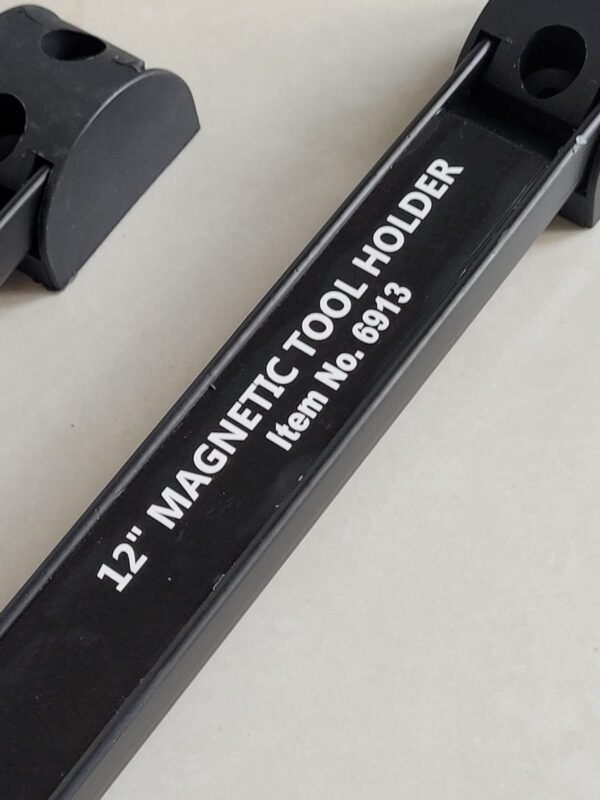 12" MAGNETIC TOOL HOLDER
Item No. 6913